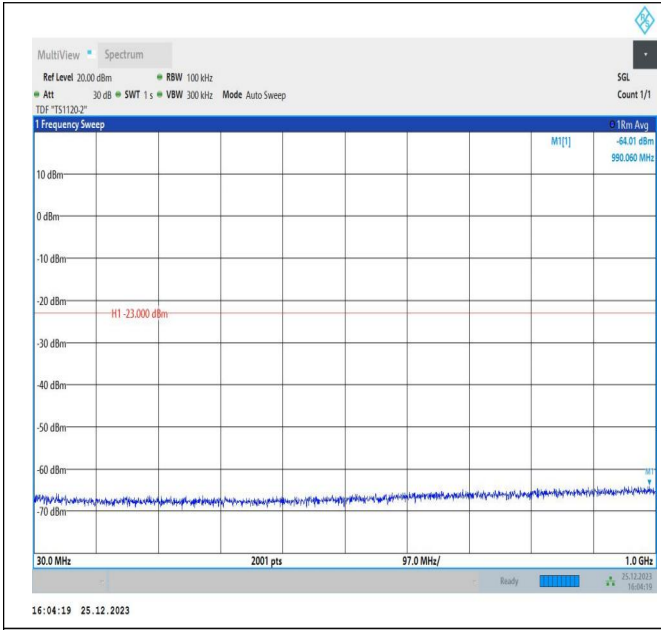 MultiView Spectrum
Ref Level 20.00 dBm RBW 100 kHz SGL
Att 30 dB SWT 1 s VBW 300 kHz Mode Auto Sweep Count 1/1
TDF "TS1120-2"
1 Frequency Sweep 1Rm Avg
M1[1] -64.01 dBm
990.060 MHz
10 dBm
0 dBm
-10 dBm
-20 dBm
H1 -23.000 dBm
-30 dBm
-40 dBm
-50 dBm
-60 dBm
M1
-70 dBm
30.0 MHz 2001 pts 97.0 MHz/ 1.0 GHz
Ready 25.12.2023
16:04:19
16:04:19 25.12.2023